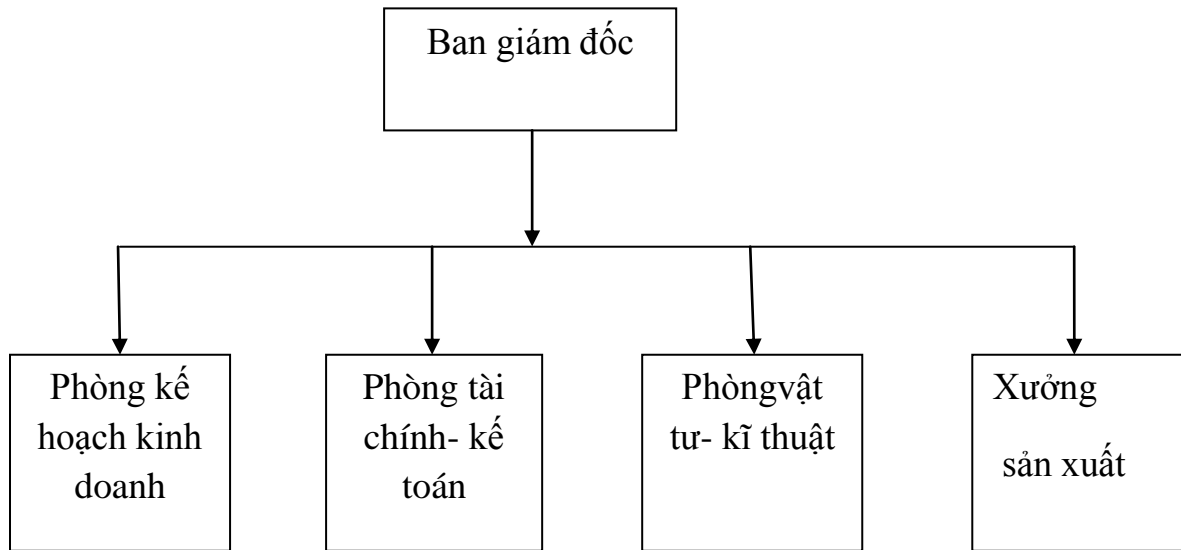 Ban giám đốc
Phòng kế
hoạch kinh
doanh
Phòng tài
chính- kế
toán
Phòngvật
tư- kĩ thuật
Xưởng
sản xuất